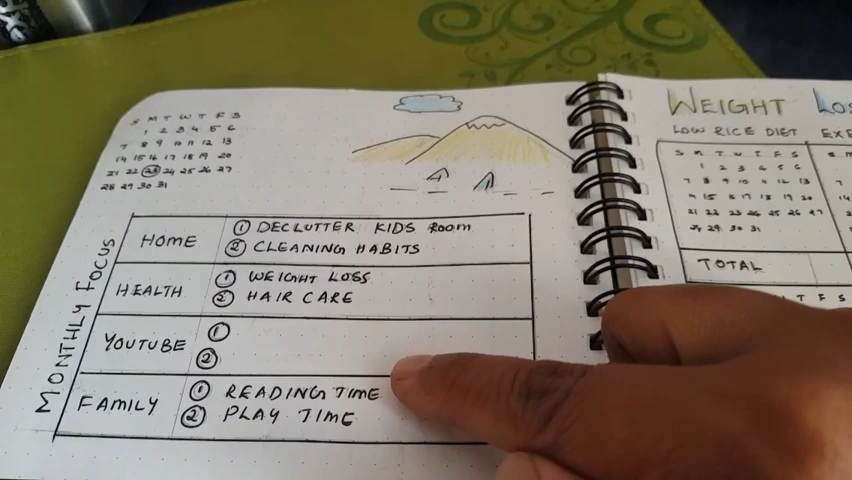 S M T W T F S
1 2 3 4 5 6
7 8 9 10 11 12 13
14 15 16 17 18 19 20
21 22 23 24 25 26 27
28 29 30 31
MONTHLY FOCUS
HOME
① DECLUTTER KIDS ROOM
② CLEANING HABITS
HEALTH
① WEIGHT LOSS
② HAIR CARE
YOUTUBE
①
②
FAMILY
① READING TIME
② PLAY TIME
WEIGHT
LOW RICE DIET
S M T W T F S
1 2 3 4 5 6
7 8 9 10 11 12 13
14 15 16 17 18 19 20
21 22 23 24 25 26 27
28 29 30 31
TOTAL
T F S